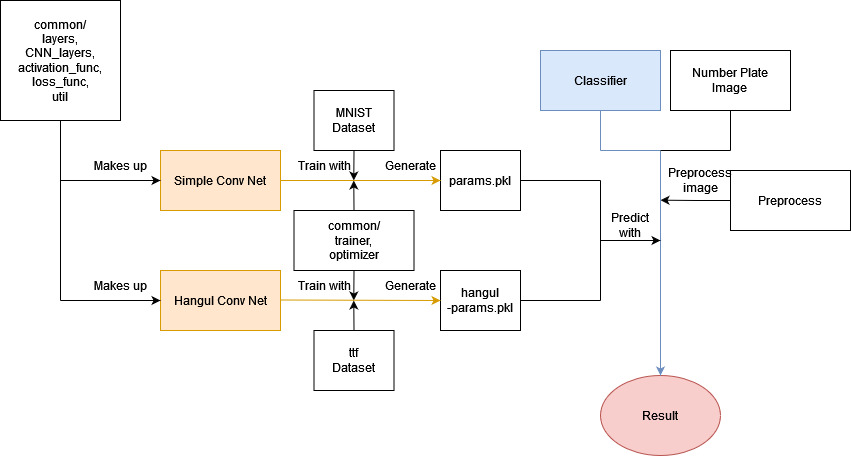 common/
layers,
CNN_layers,
activation_func,
loss_func,
util
Classifier
Number Plate
Image
MNIST
Dataset
Makes up
Simple Conv Net
Train with
Generate
params.pkl
Preprocess
image
Preprocess
common/
trainer,
optimizer
Predict
with
Makes up
Hangul Conv Net
Train with
Generate
hangul
-params.pkl
ttf
Dataset
Result